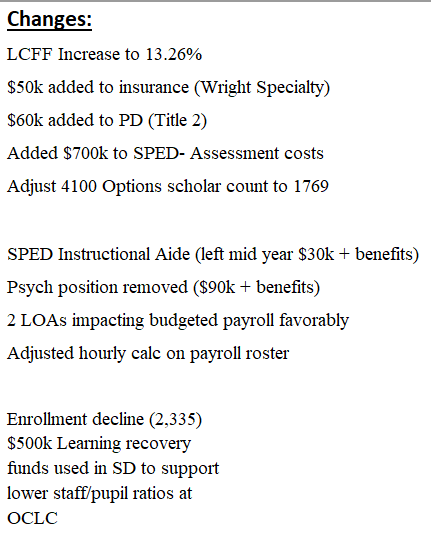 Changes:
LCFF Increase to 13.26%
$50k added to insurance (Wright Specialty)
$60k added to PD (Title 2)
Added $700k to SPED- Assessment costs
Adjust 4100 Options scholar count to 1769
SPED Instructional Aide (left mid year $30k + benefits)
Psych position removed ($90k + benefits)
2 LOAs impacting budgeted payroll favorably
Adjusted hourly calc on payroll roster
Enrollment decline (2,335)
$500k Learning recovery
funds used in SD to support
lower staff/pupil ratios at
OCLC